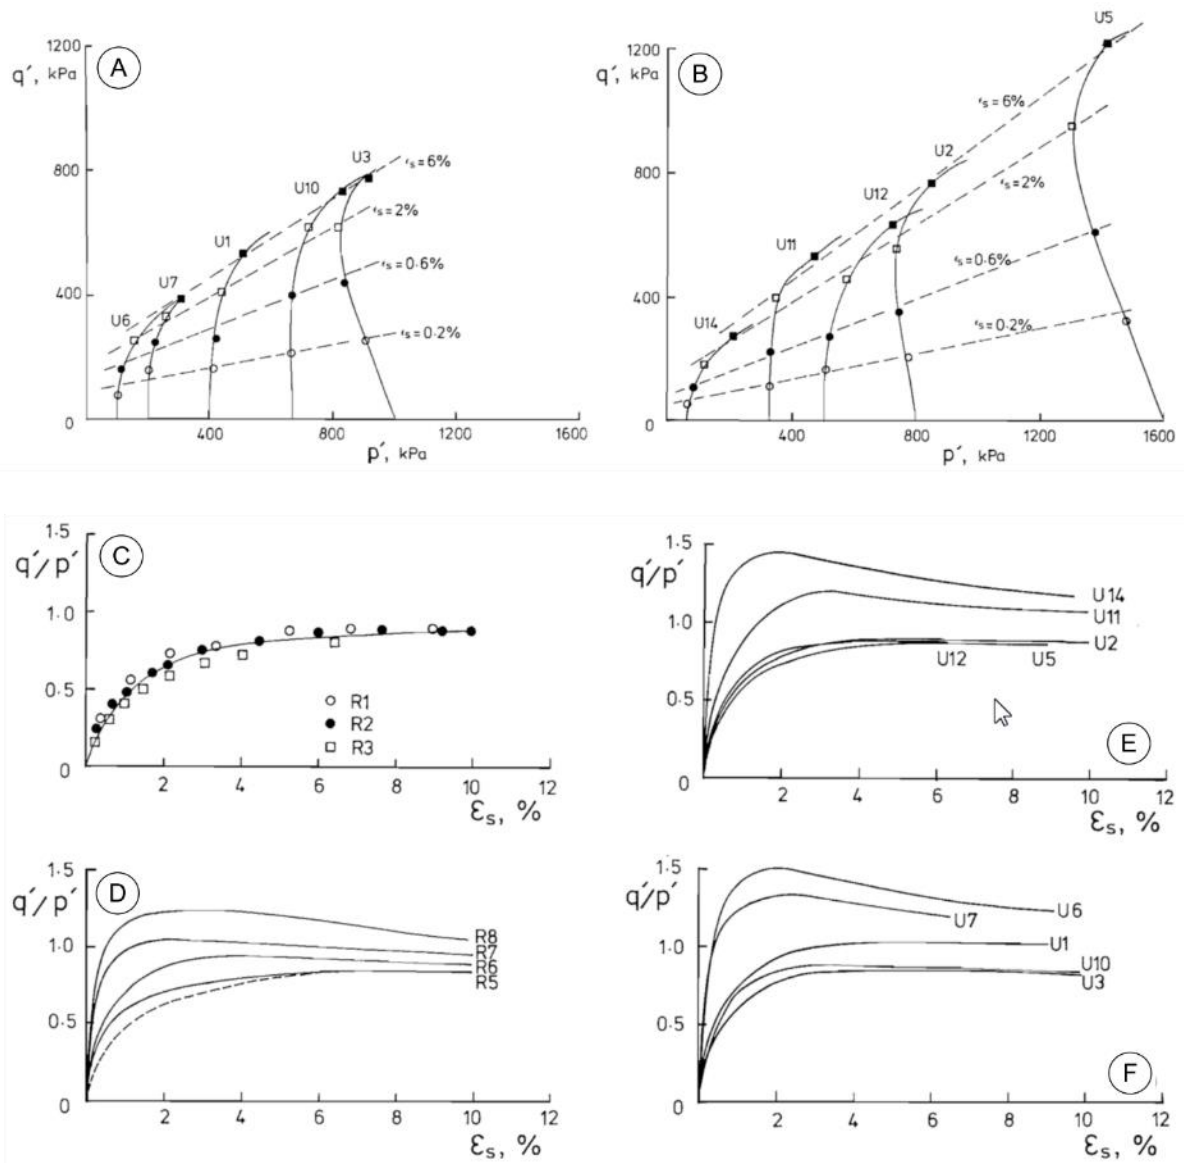 A
1200
q′, kPa
U3
800
εs=6%
U10
εs=2%
U1
εs=0.6%
U7
400
U6
εs=0.2%
0
400
800
1200
1600
p′, kPa
B
U5
1200
q′, kPa
εs=6%
U2
800
εs=2%
U12
U11
εs=0.6%
400
U14
εs=0.2%
0
400
800
1200
1600
p′, kPa
C
1.5
q′/p′
1.0
0.5
R1
R2
R3
0
2
4
6
8
10
12
εs, %
1.5
q′/p′
U14
1.0
U11
U2
U12
U5
0.5
E
0
2
4
6
8
10
12
εs, %
D
1.5
q′/p′
R8
1.0
R7
R6
R5
0.5
0
2
4
6
8
10
12
εs, %
1.5
q′/p′
U6
U7
1.0
U1
U10
U3
0.5
F
0
2
4
6
8
10
12
εs, %